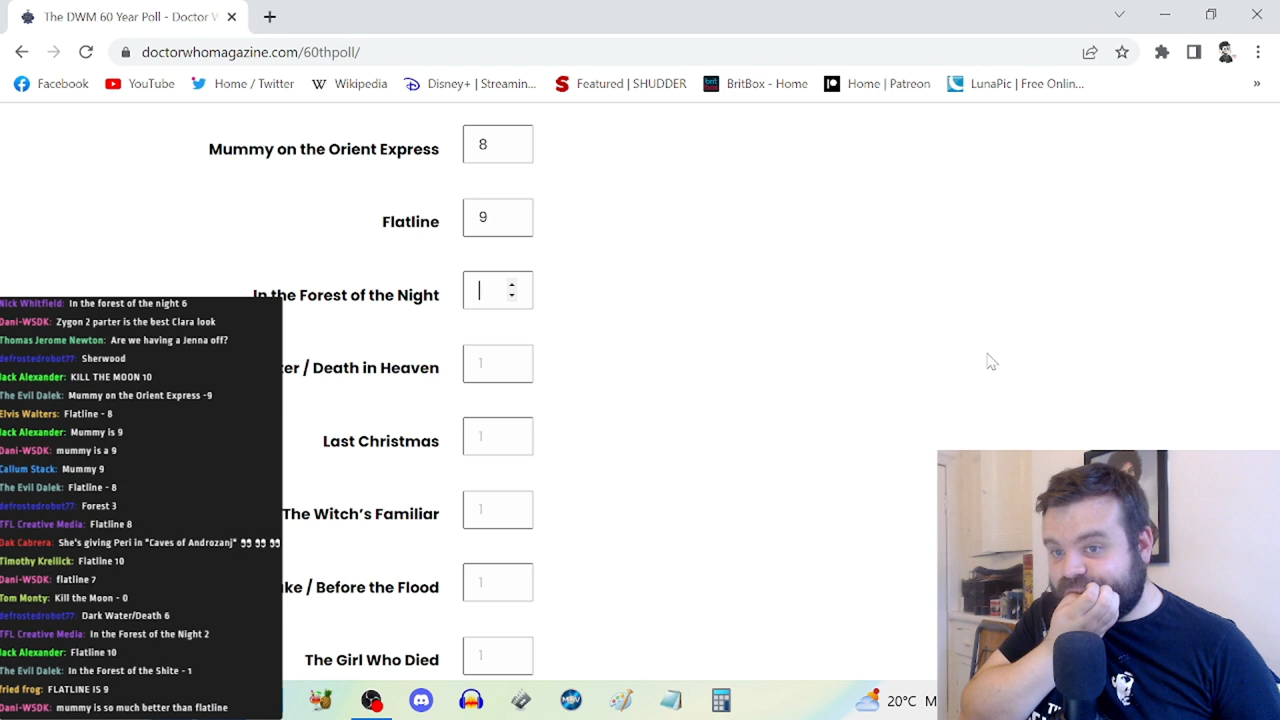 The DWM 60 Year Poll - Doctor W
doctorwhomagazine.com/60thpoll/
Facebook
YouTube
Home / Twitter
Wikipedia
Disney+ | Streamin...
Featured | SHUDDER
BritBox - Home
Home | Patreon
LunaPic | Free Onlin...
»
Mummy on the Orient Express 8
Flatline 9
In the Forest of the Night
ter / Death in Heaven 1
Last Christmas 1
The Witch's Familiar 1
ke / Before the Flood 1
The Girl Who Died 1
Nick Whitfield: In the forest of the night 6
Dani-WSDK: Zygon 2 parter is the best Clara look
Thomas Jerome Newton: Are we having a Jenna off?
defrostedrobot77: Sherwood
Jack Alexander: KILL THE MOON 10
The Evil Dalek: Mummy on the Orient Express -9
Elvis Walters: Flatline - 8
Jack Alexander: Mummy is 9
Dani-WSDK: mummy is a 9
Callum Stack: Mummy 9
The Evil Dalek: Flatline - 8
defrostedrobot77: Forest 3
TFL Creative Media: Flatline 8
Dak Cabrera: She's giving Peri in "Caves of Androzanj"
Timothy Kreilick: Flatline 10
Dani-WSDK: flatline 7
Tom Monty: Kill the Moon - 0
defrostedrobot77: Dark Water/Death 6
TFL Creative Media: In the Forest of the Night 2
Jack Alexander: Flatline 10
The Evil Dalek: In the Forest of the Shite - 1
fried frog: FLATLINE IS 9
Dani-WSDK: mummy is so much better than flatline
20°C M